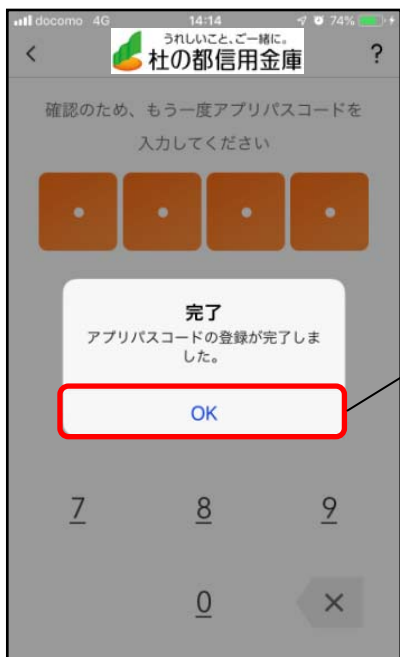 docomo 4G 14:14 74%
うれしいこと、ご一緒に。
杜の都信用金庫
?
確認のため、もう一度アプリパスコードを
入力してください
完了
アプリパスコードの登録が完了しま
した。
OK
7 8 9
0